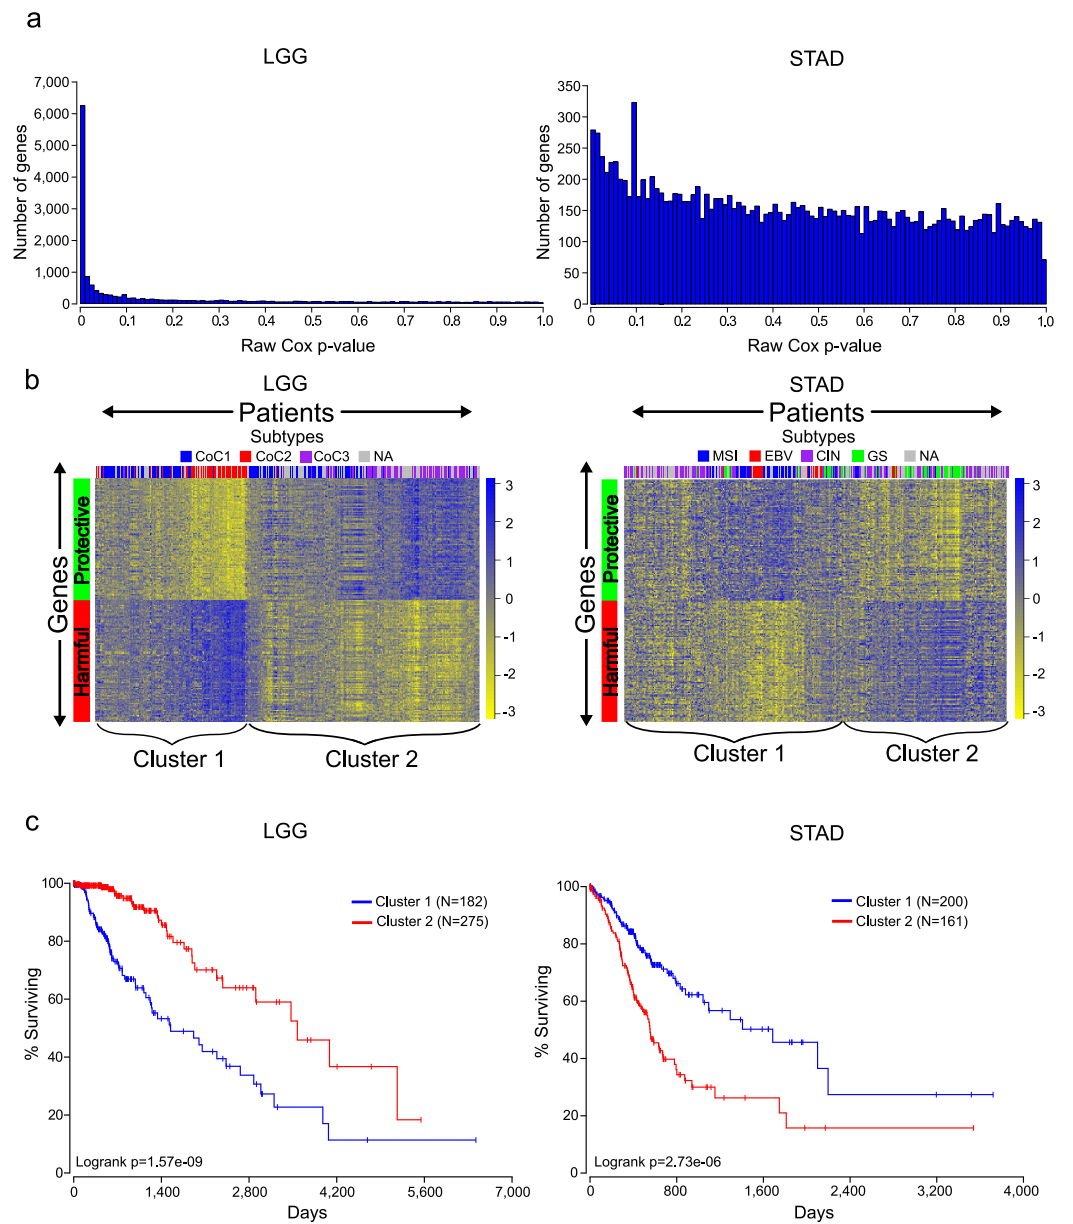 a
LGG
STAD
7,000
6,000
5,000
4,000
3,000
2,000
1,000
0
Number of genes
0 0.1 0.2 0.3 0.4 0.5 0.6 0.7 0.8 0.9 1.0
Raw Cox p-value
350
300
250
200
150
100
50
0
Number of genes
0 0.1 0.2 0.3 0.4 0.5 0.6 0.7 0.8 0.9 1.0
Raw Cox p-value
b
LGG
Patients
Subtypes
CoC1 CoC2 CoC3 NA
Genes
Protective
Harmful
3
2
1
0
-1
-2
-3
Cluster 1
Cluster 2
STAD
Patients
Subtypes
MSI EBV CIN GS NA
Genes
Protective
Harmful
3
2
1
0
-1
-2
-3
Cluster 1
Cluster 2
c
LGG
100
80
60
40
20
0
% Surviving
Cluster 1 (N=182)
Cluster 2 (N=275)
Logrank p=1.57e-09
0 1,400 2,800 4,200 5,600 7,000
Days
STAD
100
80
60
40
20
0
% Surviving
Cluster 1 (N=200)
Cluster 2 (N=161)
Logrank p=2.73e-06
0 800 1,600 2,400 3,200 4,000
Days